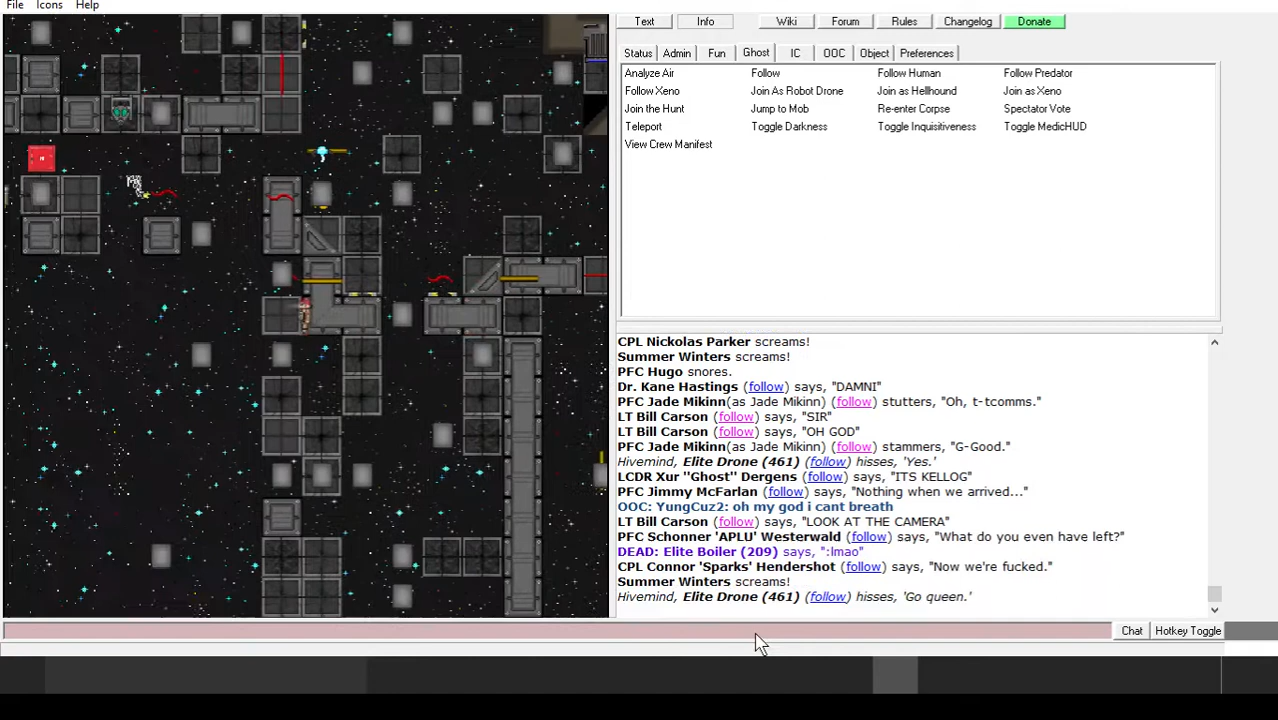 File Icons Help
Text Info Wiki Forum Rules Changelog Donate
Status Admin Fun Ghost IC OOC Object Preferences
Analyze Air Follow Follow Human Follow Predator
Follow Xeno Join As Robot Drone Join as Hellhound Join as Xeno
Join the Hunt Jump to Mob Re-enter Corpse Spectator Vote
Teleport Toggle Darkness Toggle Inquisitiveness Toggle MedicHUD
View Crew Manifest
CPL Nickolas Parker screams!
Summer Winters screams!
PFC Hugo snores.
Dr. Kane Hastings (follow) says, "DAMNI"
PFC Jade Mikinn(as Jade Mikinn) (follow) stutters, "Oh, t-tcomms."
LT Bill Carson (follow) says, "SIR"
LT Bill Carson (follow) says, "OH GOD"
PFC Jade Mikinn(as Jade Mikinn) (follow) stammers, "G-Good."
Hivemind, Elite Drone (461) (follow) hisses, 'Yes.'
LCDR Xur "Ghost" Dergens (follow) says, "ITS KELLOG"
PFC Jimmy McFarlan (follow) says, "Nothing when we arrived..."
OOC: YungCuz2: oh my god i cant breath
LT Bill Carson (follow) says, "LOOK AT THE CAMERA"
PFC Schonner 'APLU' Westerwald (follow) says, "What do you even have left?"
DEAD: Elite Boiler (209) says, ":lmao"
CPL Connor 'Sparks' Hendershot (follow) says, "Now we're fucked."
Summer Winters screams!
Hivemind, Elite Drone (461) (follow) hisses, 'Go queen.'
Chat Hotkey Toggle